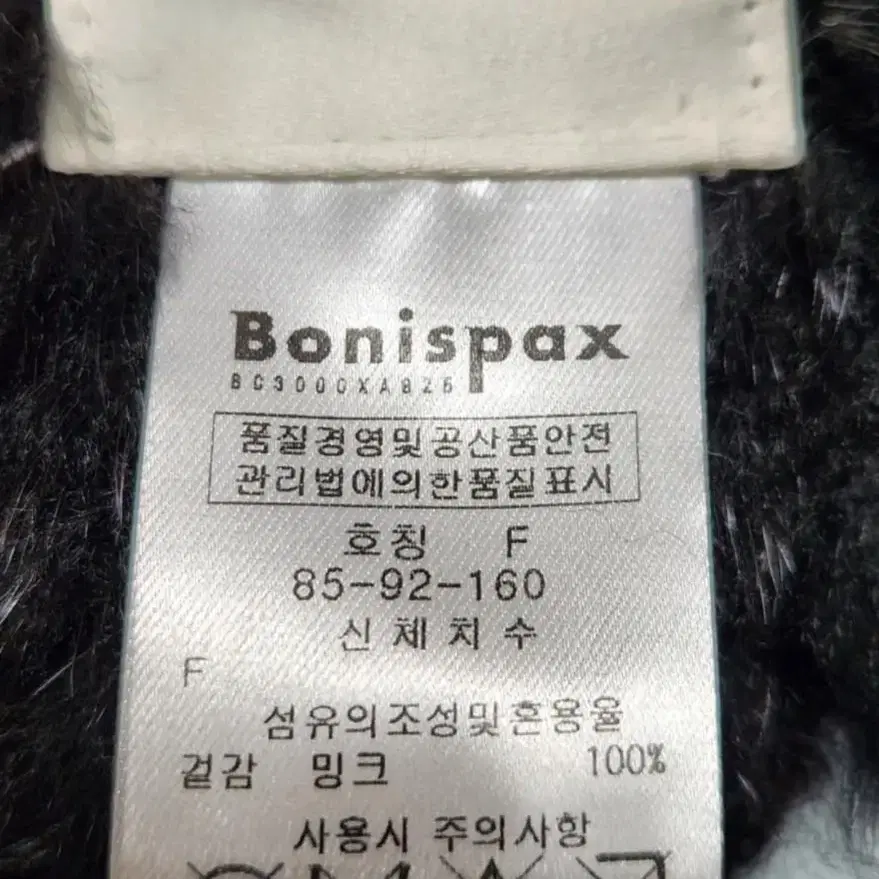 Bonispax
품질경영및공산품안전
관리법에의한품질표시
호칭 F
85-92-160
신체치수
F
섬유의조성및혼용율
겉감 밍크 100%
사용시 주의사항